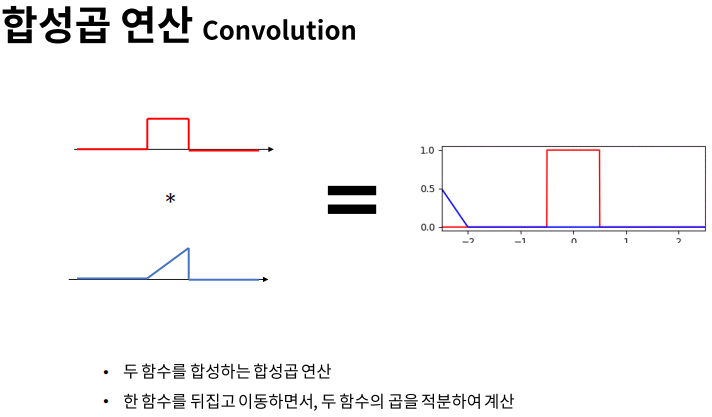 합성곱 연산 Convolution
*
=
1.0
0.5
0.0
−2 −1 0 1 2
• 두 함수를 합성하는 합성곱 연산
• 한 함수를 뒤집고 이동하면서, 두 함수의 곱을 적분하여 계산